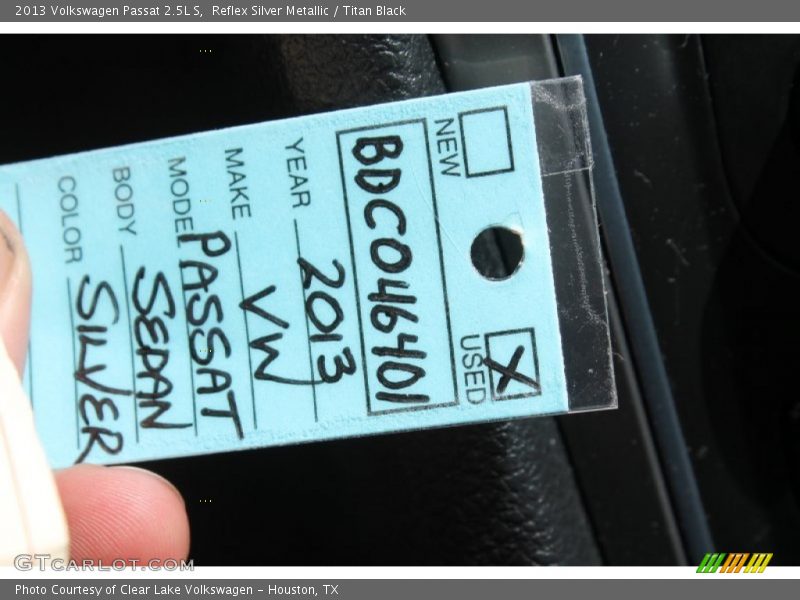 2013 Volkswagen Passat 2.5L S,  Reflex Silver Metallic / Titan Black
NEW
USED X
BDC046401
YEAR 2013
MAKE VW
MODEL PASSAT
BODY SEDAN
COLOR SILVER
GTCARLOT.COM
Photo Courtesy of Clear Lake Volkswagen – Houston, TX